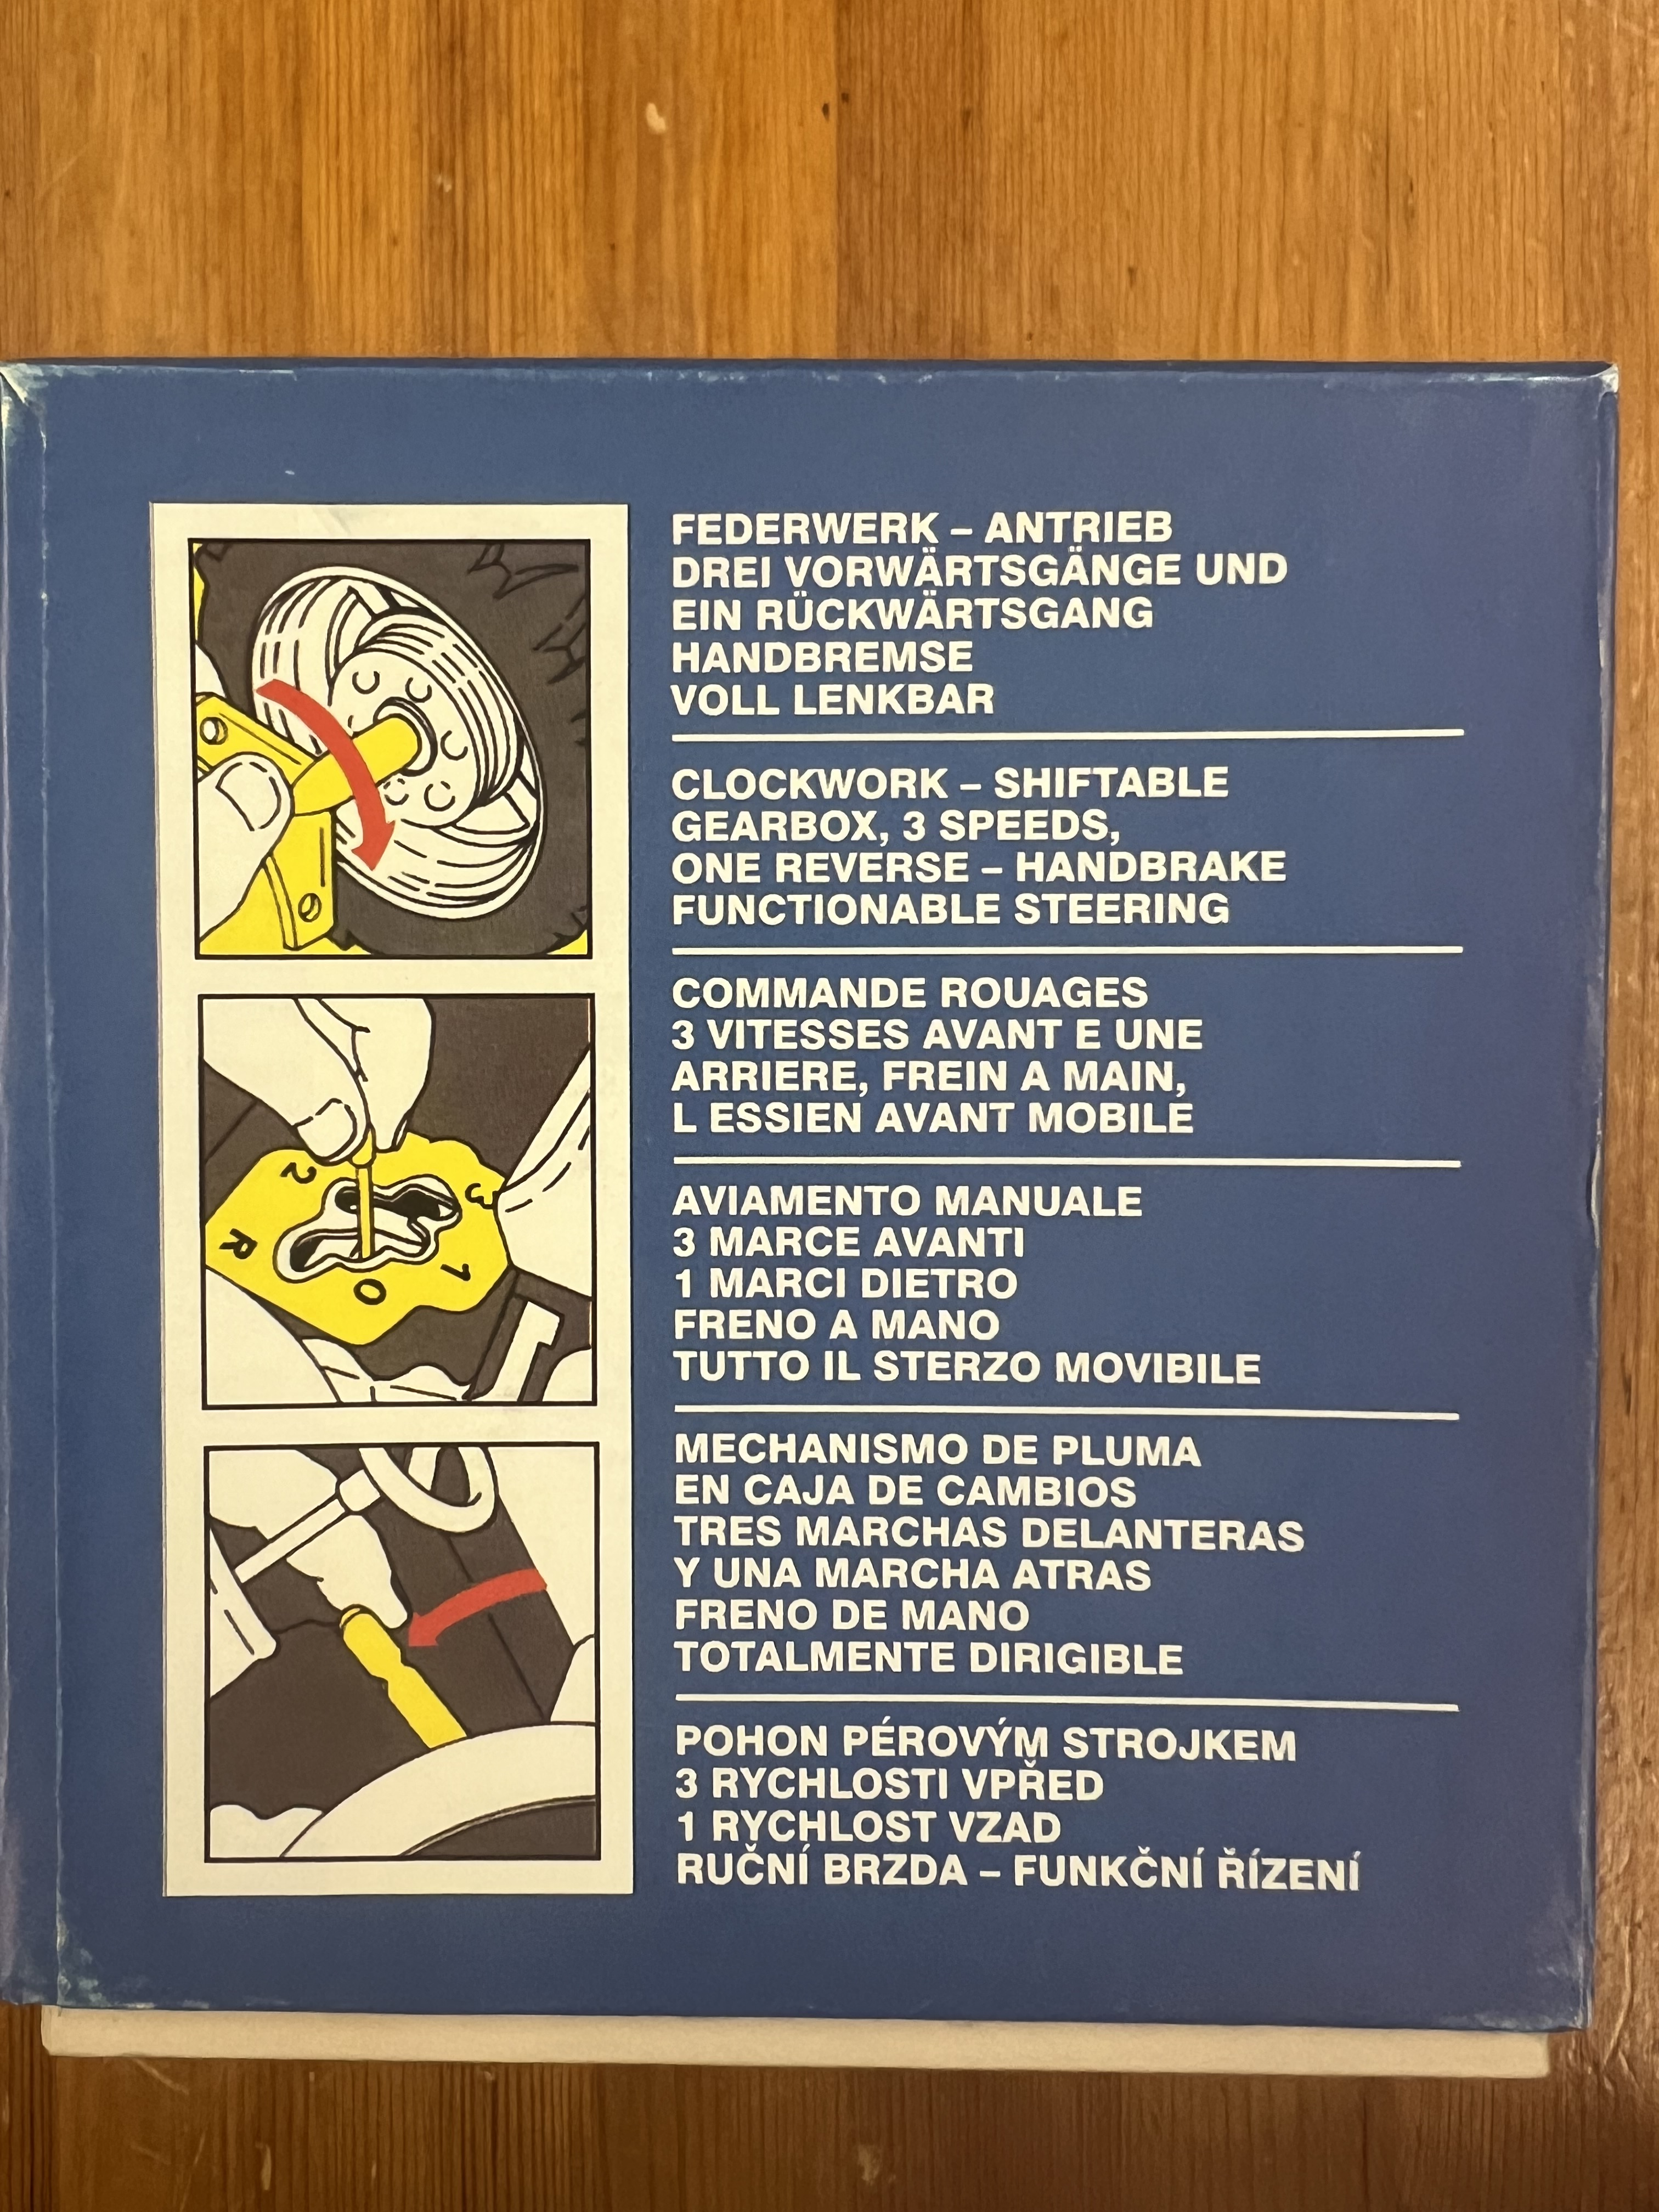 FEDERWERK – ANTRIEB
DREI VORWÄRTSGÄNGE UND
EIN RÜCKWÄRTSGANG
HANDBREMSE
VOLL LENKBAR
CLOCKWORK – SHIFTABLE
GEARBOX, 3 SPEEDS,
ONE REVERSE – HANDBRAKE
FUNCTIONABLE STEERING
COMMANDE ROUAGES
3 VITESSES AVANT E UNE
ARRIERE, FREIN A MAIN,
L ESSIEN AVANT MOBILE
AVIAMENTO MANUALE
3 MARCE AVANTI
1 MARCI DIETRO
FRENO A MANO
TUTTO IL STERZO MOVIBILE
MECHANISMO DE PLUMA
EN CAJA DE CAMBIOS
TRES MARCHAS DELANTERAS
Y UNA MARCHA ATRAS
FRENO DE MANO
TOTALMENTE DIRIGIBLE
POHON PÉROVÝM STROJKEM
3 RYCHLOSTI VPŘED
1 RYCHLOST VZAD
RUČNÍ BRZDA – FUNKČNÍ ŘÍZENÍ
2 3
R 1
0